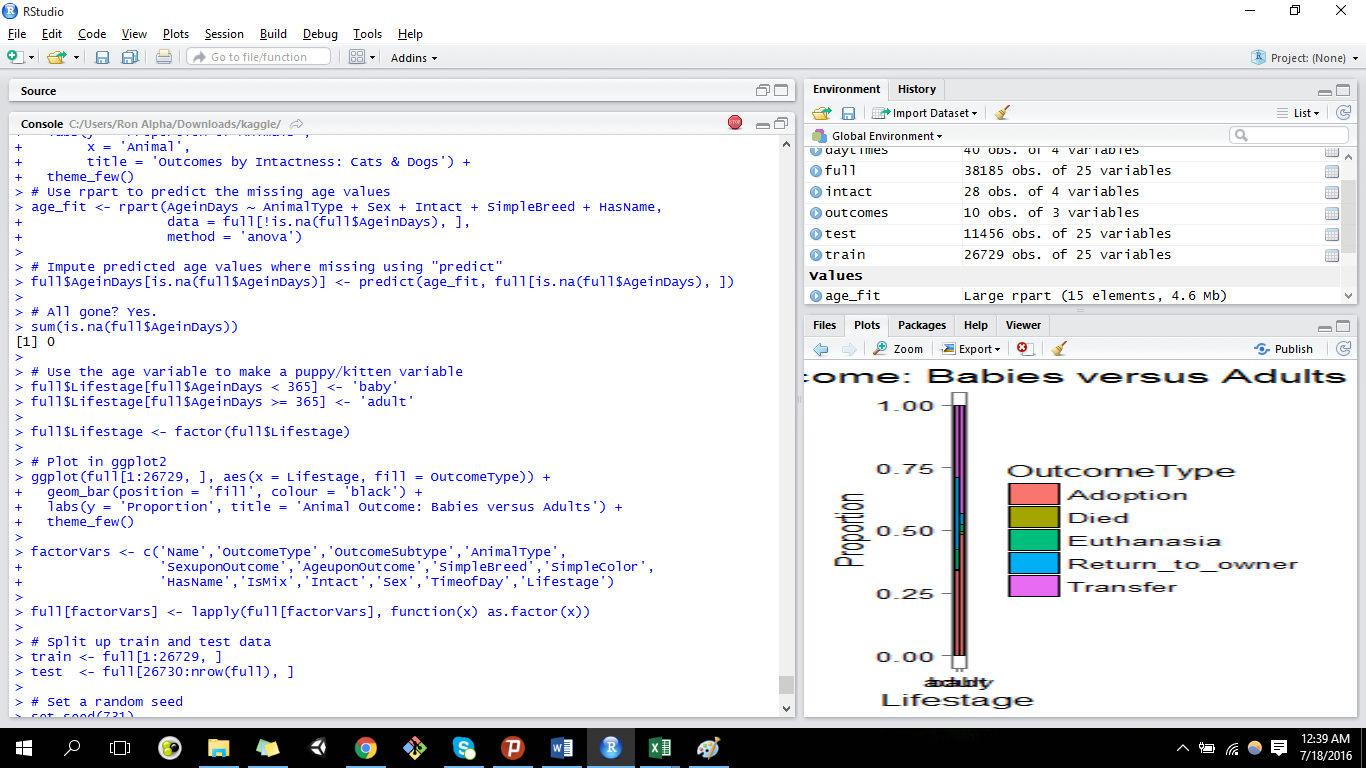 RStudio
File Edit Code View Plots Session Build Debug Tools Help
Go to file/function Addins Project: (None)
Source
Console C:/Users/Ron Alpha/Downloads/kaggle/
+ x = 'Animal',
+ title = 'Outcomes by Intactness: Cats & Dogs') +
+ theme_few()
> # Use rpart to predict the missing age values
> age_fit <- rpart(AgeinDays ~ AnimalType + Sex + Intact + SimpleBreed + HasName,
+ data = full[!is.na(full$AgeinDays), ],
+ method = 'anova')
>
> # Impute predicted age values where missing using "predict"
> full$AgeinDays[is.na(full$AgeinDays)] <- predict(age_fit, full[is.na(full$AgeinDays), ])
>
> # All gone? Yes.
> sum(is.na(full$AgeinDays))
[1] 0
>
> # Use the age variable to make a puppy/kitten variable
> full$Lifestage[full$AgeinDays < 365] <- 'baby'
> full$Lifestage[full$AgeinDays >= 365] <- 'adult'
>
> full$Lifestage <- factor(full$Lifestage)
>
> # Plot in ggplot2
> ggplot(full[1:26729, ], aes(x = Lifestage, fill = OutcomeType)) +
+ geom_bar(position = 'fill', colour = 'black') +
+ labs(y = 'Proportion', title = 'Animal Outcome: Babies versus Adults') +
+ theme_few()
>
> factorVars <- c('Name','OutcomeType','OutcomeSubtype','AnimalType',
+ 'SexuponOutcome','AgeuponOutcome','SimpleBreed','SimpleColor',
+ 'HasName','IsMix','Intact','Sex','TimeofDay','Lifestage')
>
> full[factorVars] <- lapply(full[factorVars], function(x) as.factor(x))
>
> # Split up train and test data
> train <- full[1:26729, ]
> test <- full[26730:nrow(full), ]
>
> # Set a random seed
> set.seed(731)
Environment History
Import Dataset List
Global Environment
daytimes 40 obs. of 4 variables
full 38185 obs. of 25 variables
intact 28 obs. of 4 variables
outcomes 10 obs. of 3 variables
test 11456 obs. of 25 variables
train 26729 obs. of 25 variables
Values
age_fit Large rpart (15 elements, 4.6 Mb)
Files Plots Packages Help Viewer
Zoom Export Publish
come: Babies versus Adults
1.00
0.75
0.50
0.25
0.00
Proportion
Lifestage
OutcomeType
Adoption
Died
Euthanasia
Return_to_owner
Transfer
12:39 AM
7/18/2016